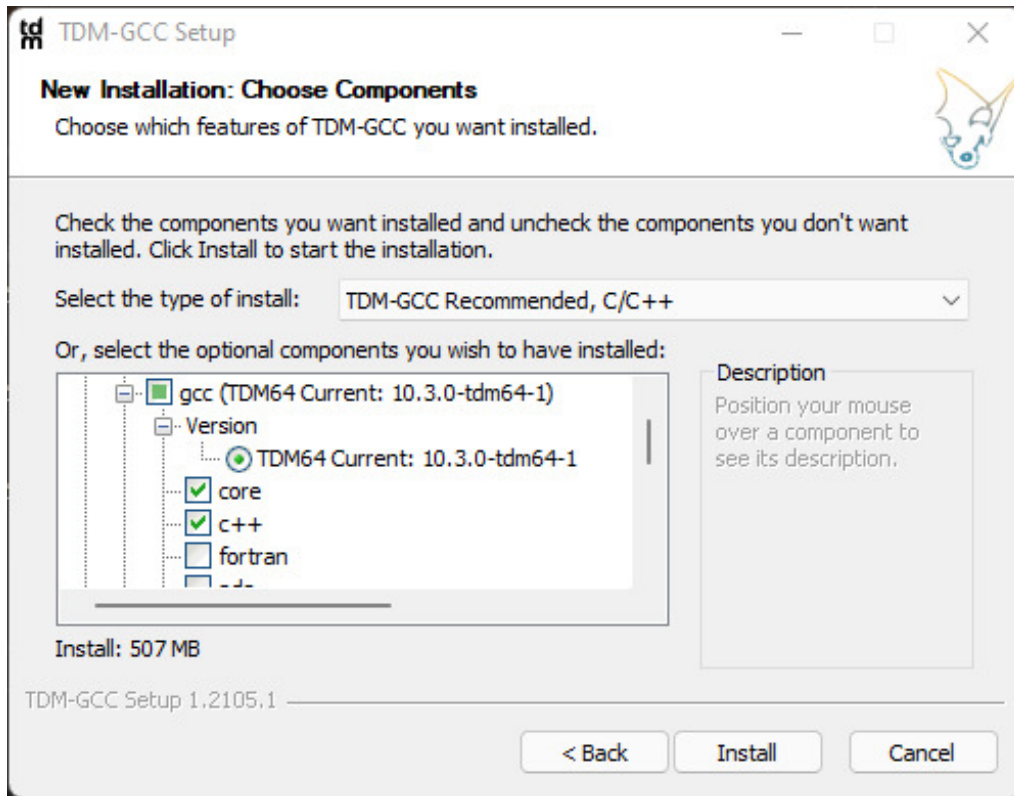 tdm
TDM-GCC Setup
New Installation: Choose Components
Choose which features of TDM-GCC you want installed.
Check the components you want installed and uncheck the components you don't want
installed. Click Install to start the installation.
Select the type of install: TDM-GCC Recommended, C/C++
Or, select the optional components you wish to have installed:
gcc (TDM64 Current: 10.3.0-tdm64-1)
Version
TDM64 Current: 10.3.0-tdm64-1
core
c++
fortran
Description
Position your mouse
over a component to
see its description.
Install: 507 MB
TDM-GCC Setup 1.2105.1
< Back Install Cancel